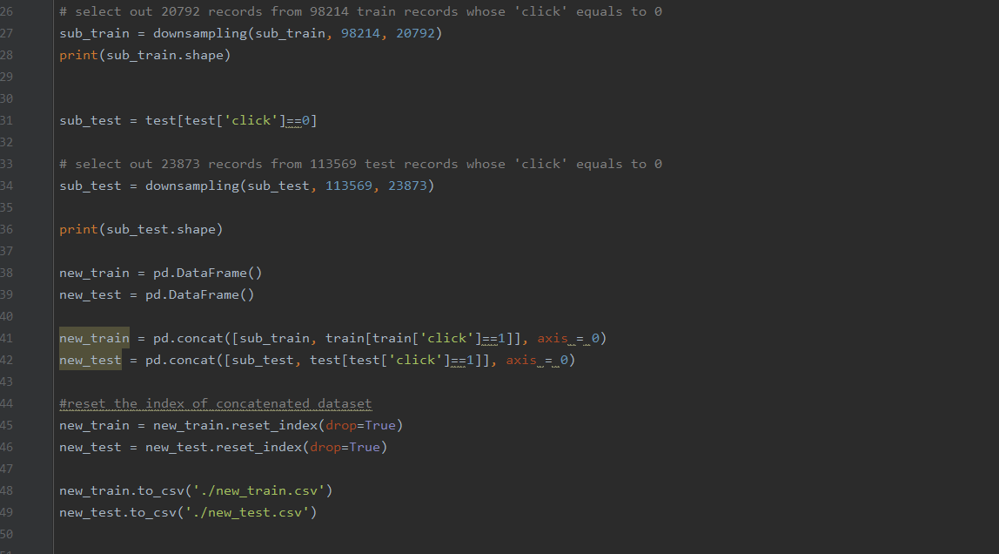 26 # select out 20792 records from 98214 train records whose 'click' equals to 0
27 sub_train = downsampling(sub_train, 98214, 20792)
28 print(sub_train.shape)
29
30
31 sub_test = test[test['click']==0]
32
33 # select out 23873 records from 113569 test records whose 'click' equals to 0
34 sub_test = downsampling(sub_test, 113569, 23873)
35
36 print(sub_test.shape)
37
38 new_train = pd.DataFrame()
39 new_test = pd.DataFrame()
40
41 new_train = pd.concat([sub_train, train[train['click']==1]], axis = 0)
42 new_test = pd.concat([sub_test, test[test['click']==1]], axis = 0)
43
44 #reset the index of concatenated dataset
45 new_train = new_train.reset_index(drop=True)
46 new_test = new_test.reset_index(drop=True)
47
48 new_train.to_csv('./new_train.csv')
49 new_test.to_csv('./new_test.csv')
50